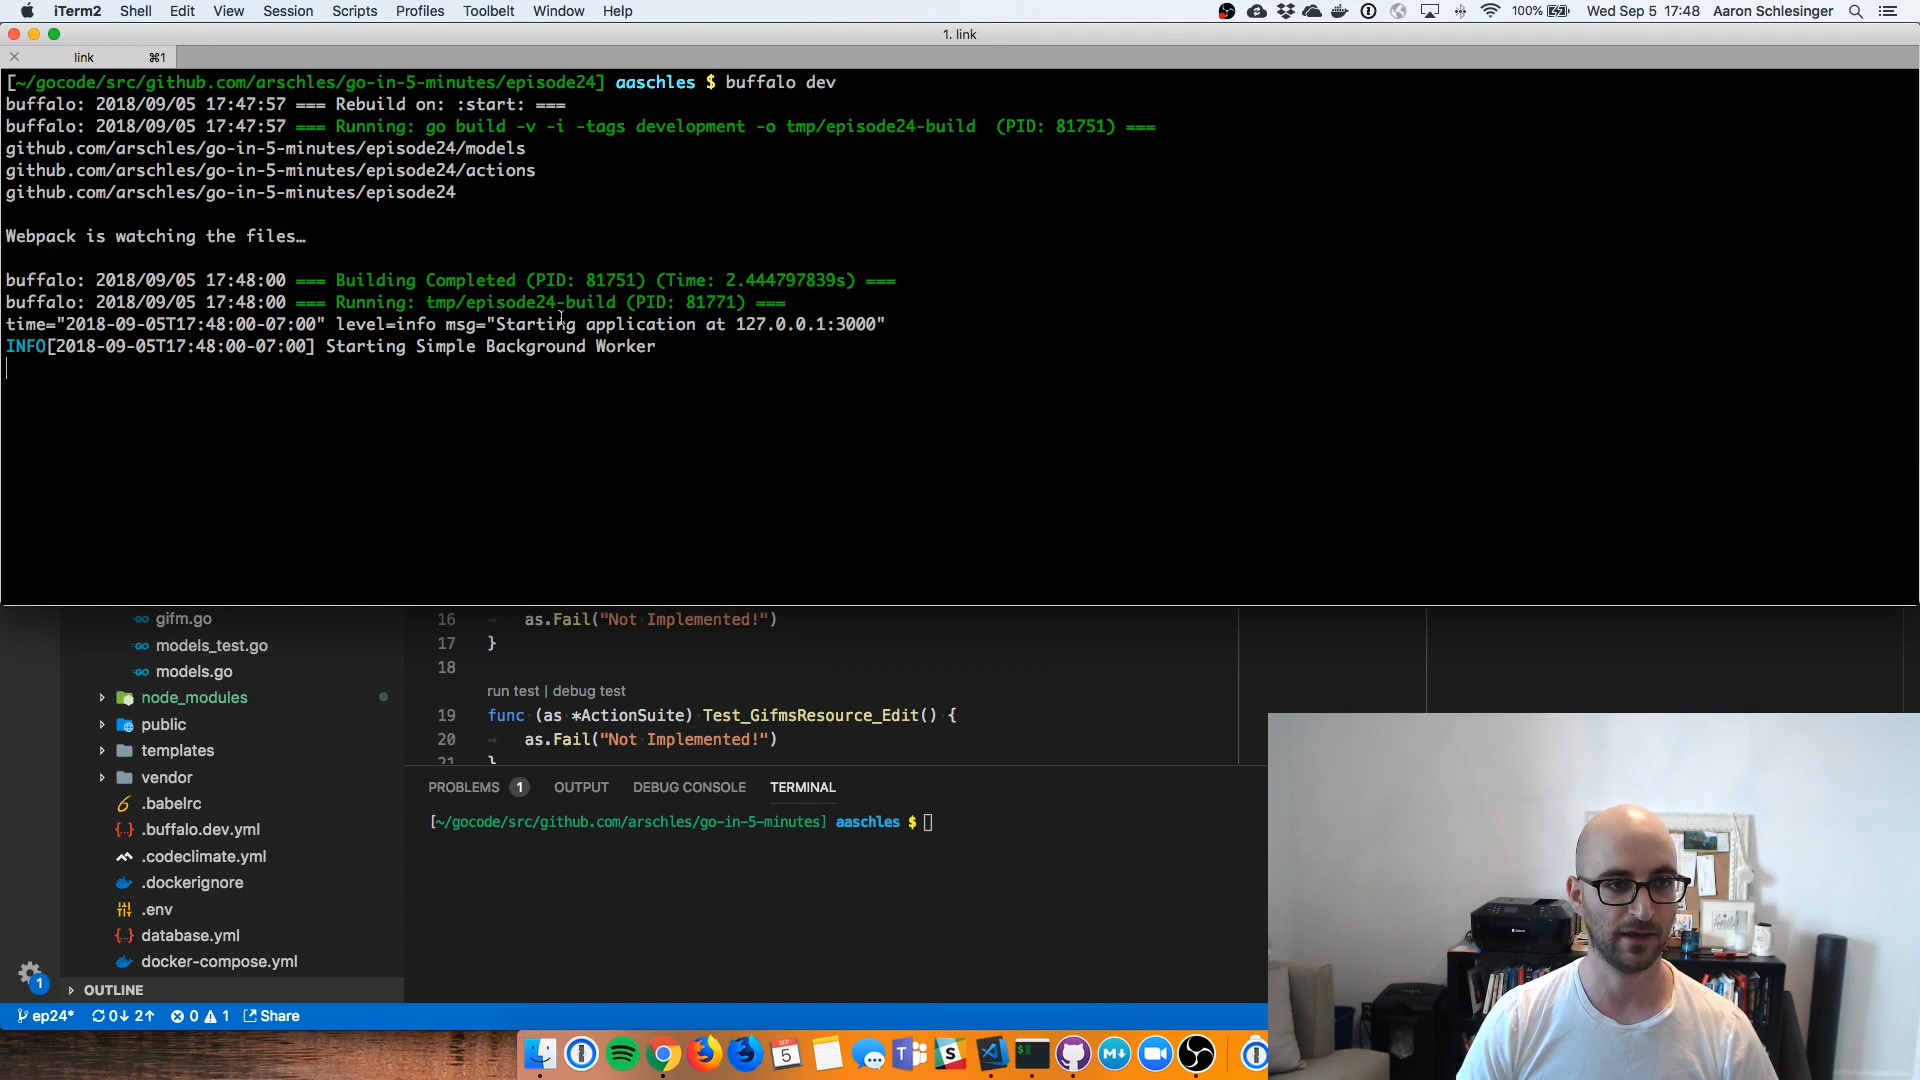 iTerm2 Shell Edit View Session Scripts Profiles Toolbelt Window Help 100% Wed Sep 5 17:48 Aaron Schlesinger
1. link
link ⌘1
[~/gocode/src/github.com/arschles/go-in-5-minutes/episode24] aaschles $ buffalo dev
buffalo: 2018/09/05 17:47:57 === Rebuild on: :start: ===
buffalo: 2018/09/05 17:47:57 === Running: go build -v -i -tags development -o tmp/episode24-build (PID: 81751) ===
github.com/arschles/go-in-5-minutes/episode24/models
github.com/arschles/go-in-5-minutes/episode24/actions
github.com/arschles/go-in-5-minutes/episode24
Webpack is watching the files…
buffalo: 2018/09/05 17:48:00 === Building Completed (PID: 81751) (Time: 2.444797839s) ===
buffalo: 2018/09/05 17:48:00 === Running: tmp/episode24-build (PID: 81771) ===
time="2018-09-05T17:48:00-07:00" level=info msg="Starting application at 127.0.0.1:3000"
INFO[2018-09-05T17:48:00-07:00] Starting Simple Background Worker
gifm.go
models_test.go
models.go
node_modules
public
templates
vendor
.babelrc
.buffalo.dev.yml
.codeclimate.yml
.dockerignore
.env
database.yml
docker-compose.yml
OUTLINE
16 as.Fail("Not Implemented!")
17 }
18
run test | debug test
19 func (as *ActionSuite) Test_GifmsResource_Edit() {
20 as.Fail("Not Implemented!")
21 }
PROBLEMS 1 OUTPUT DEBUG CONSOLE TERMINAL
[~/gocode/src/github.com/arschles/go-in-5-minutes] aaschles $
1
ep24* 0↓ 2↑ 0 1 Share
SEP
5